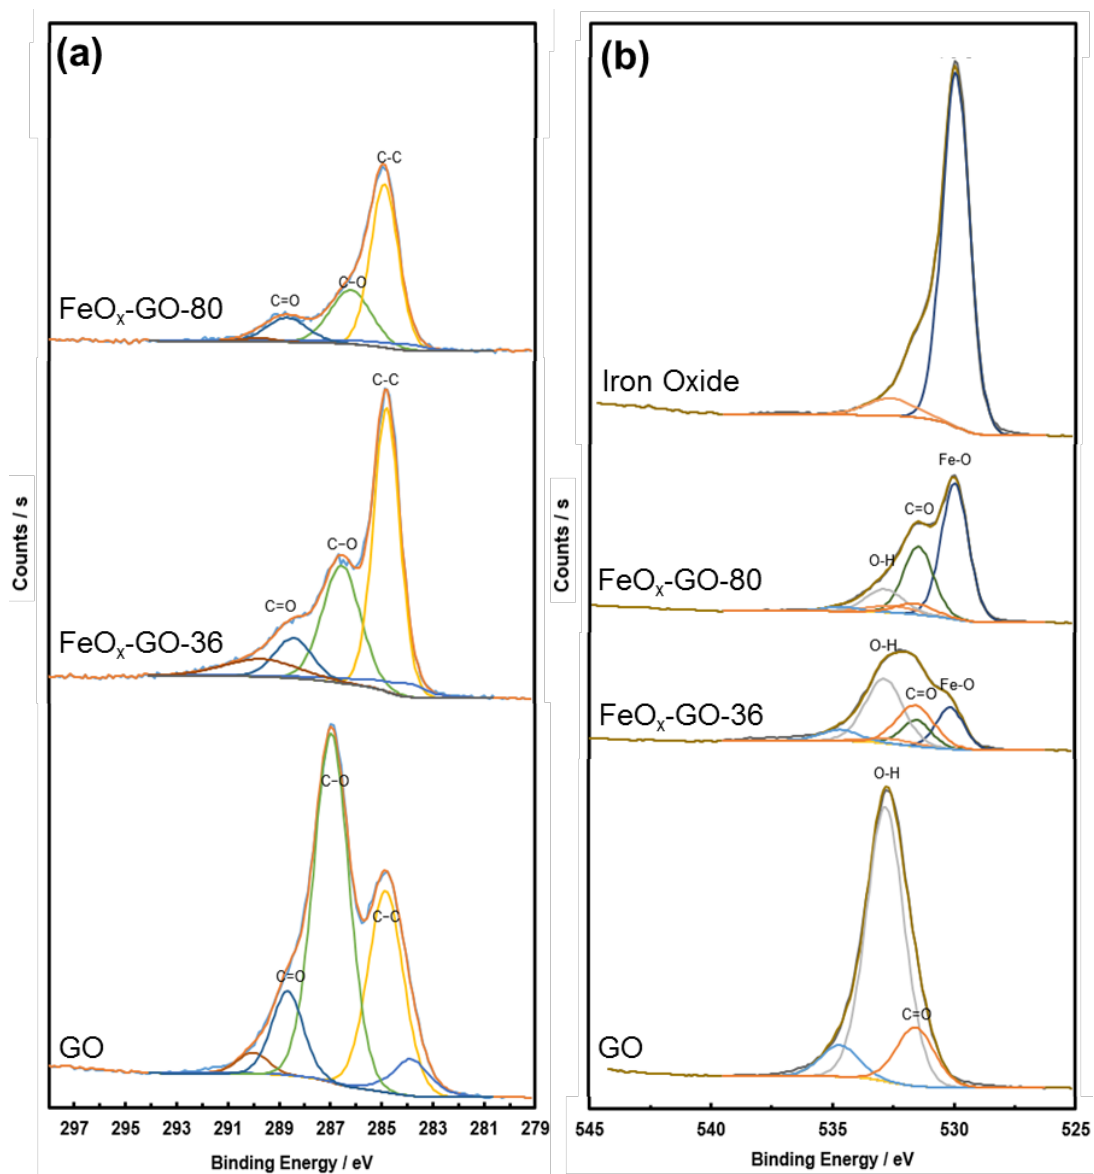 (a)
C-C
C−O
C=O
FeOₓ-GO-80
C-C
C−O
C=O
FeOₓ-GO-36
C−O
C−C
C=O
GO
Counts / s
297 295 293 291 289 287 285 283 281 279
Binding Energy / eV
(b)
Iron Oxide
Fe-O
C=O
O-H
FeOₓ-GO-80
O-H
Fe-O
C=O
FeOₓ-GO-36
O-H
C=O
GO
Counts / s
545 540 535 530 525
Binding Energy / eV